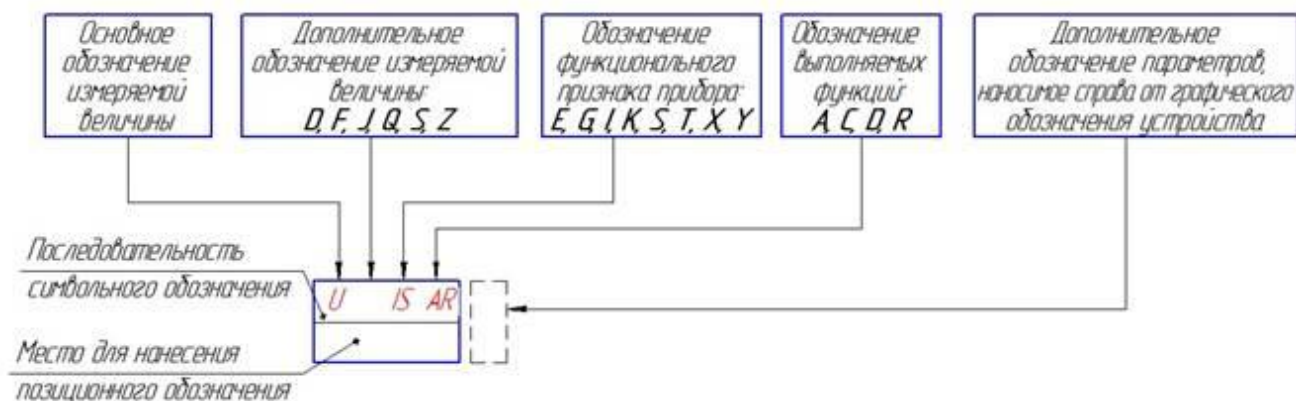 Основное
обозначение
измеряемой
величины
Дополнительное
обозначение измеряемой
величины:
D, F, J, Q, S, Z
Обозначение
функционального
признака прибора:
E, G, I, K, S, T, X, Y
Обозначение
выполняемых
функций:
A, C, D, R
Дополнительное
обозначение параметров,
наносимое справа от графического
обозначения устройства
Последовательность
символьного обозначения
U IS AR
Место для нанесения
позиционного обозначения